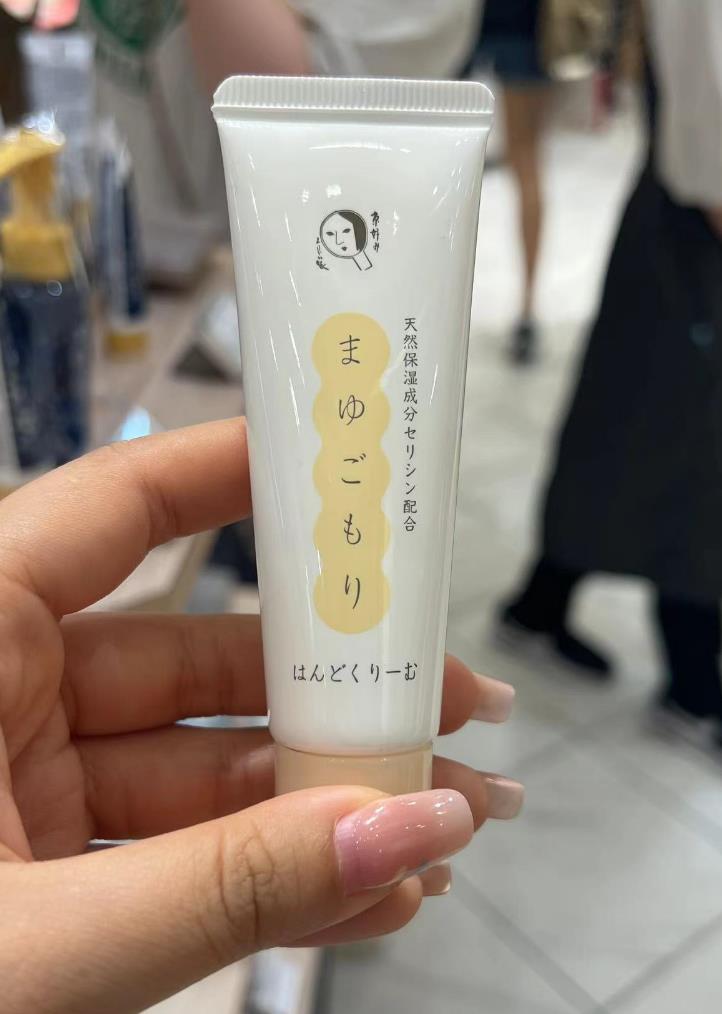 まゆごもり
天然保湿成分セリシン配合
はんどくりーむ